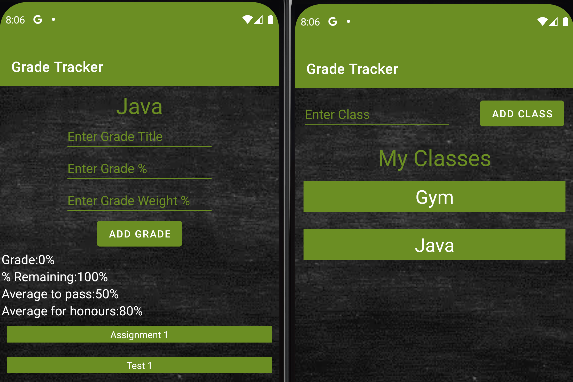 8:06 G
Grade Tracker
Java
Enter Grade Title
Enter Grade %
Enter Grade Weight %
ADD GRADE
Grade:0%
% Remaining:100%
Average to pass:50%
Average for honours:80%
Assignment 1
Test 1
8:06 G
Grade Tracker
Enter Class
ADD CLASS
My Classes
Gym
Java